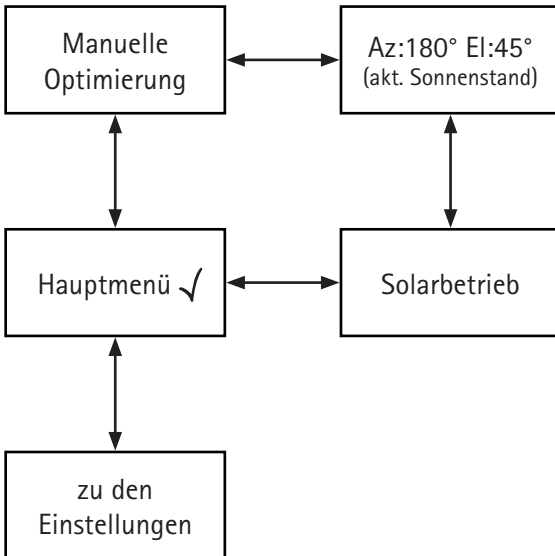 Manuelle
Optimierung
Az:180° El:45°
(akt. Sonnenstand)
Hauptmenü √
Solarbetrieb
zu den
Einstellungen